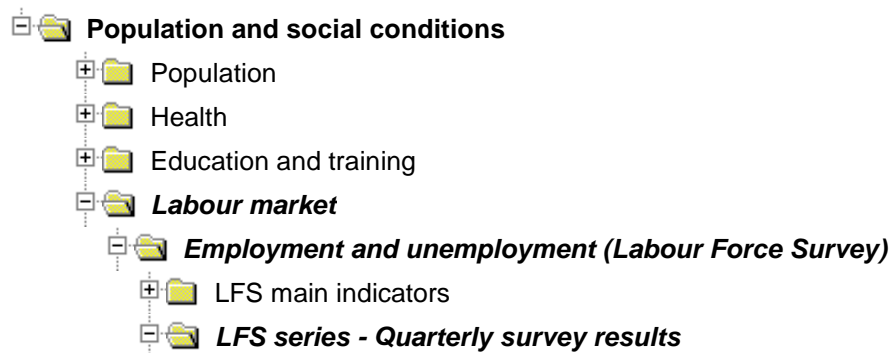 Population and social conditions
Population
Health
Education and training
Labour market
Employment and unemployment (Labour Force Survey)
LFS main indicators
LFS series - Quarterly survey results